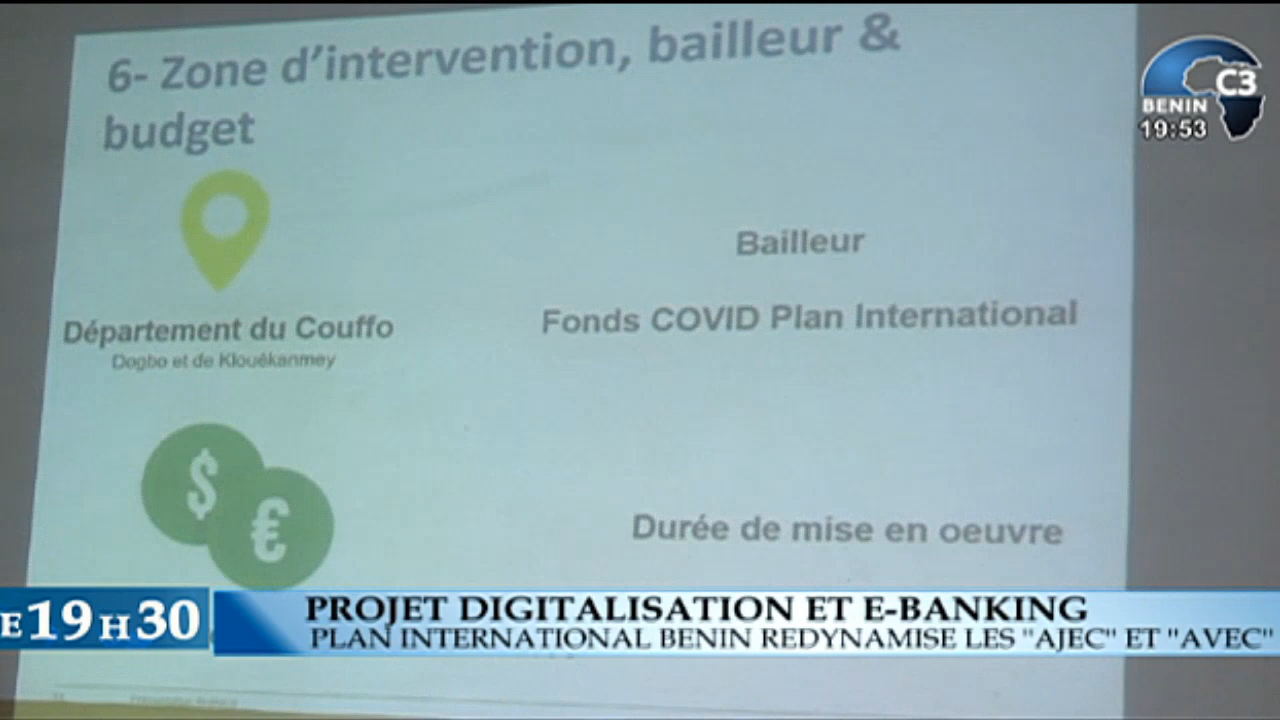 6- Zone d'intervention, bailleur &
budget
C3
BENIN
19:53
Bailleur
Département du Couffo
Dogbo et de Klouékanmey
Fonds COVID Plan International
$
€
Durée de mise en oeuvre
E 19 H 30
PROJET DIGITALISATION ET E-BANKING
PLAN INTERNATIONAL BENIN REDYNAMISE LES "AJEC" ET "AVEC"